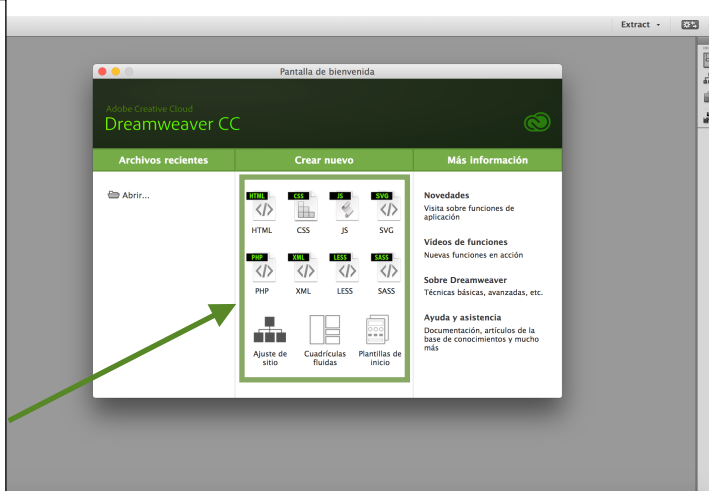 Extract
Pantalla de bienvenida
Adobe Creative Cloud
Dreamweaver CC
Archivos recientes
Crear nuevo
Más información
Abrir...
HTML
CSS
JS
SVG
HTML
CSS
JS
SVG
PHP
XML
LESS
SASS
PHP
XML
LESS
SASS
Ajuste de
sitio
Cuadrículas
fluidas
Plantillas de
inicio
Novedades
Visita sobre funciones de
aplicación
Vídeos de funciones
Nuevas funciones en acción
Sobre Dreamweaver
Técnicas básicas, avanzadas, etc.
Ayuda y asistencia
Documentación, artículos de la
base de conocimientos y mucho
más